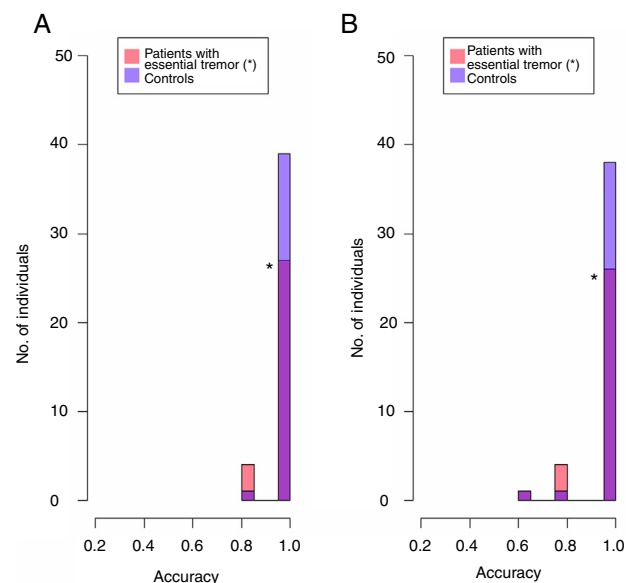 A
Patients with
essential tremor (*)
Controls
50
40
30
20
10
0
No. of individuals
*
0.2 0.4 0.6 0.8 1.0
Accuracy
B
Patients with
essential tremor (*)
Controls
50
40
30
20
10
0
No. of individuals
*
0.2 0.4 0.6 0.8 1.0
Accuracy